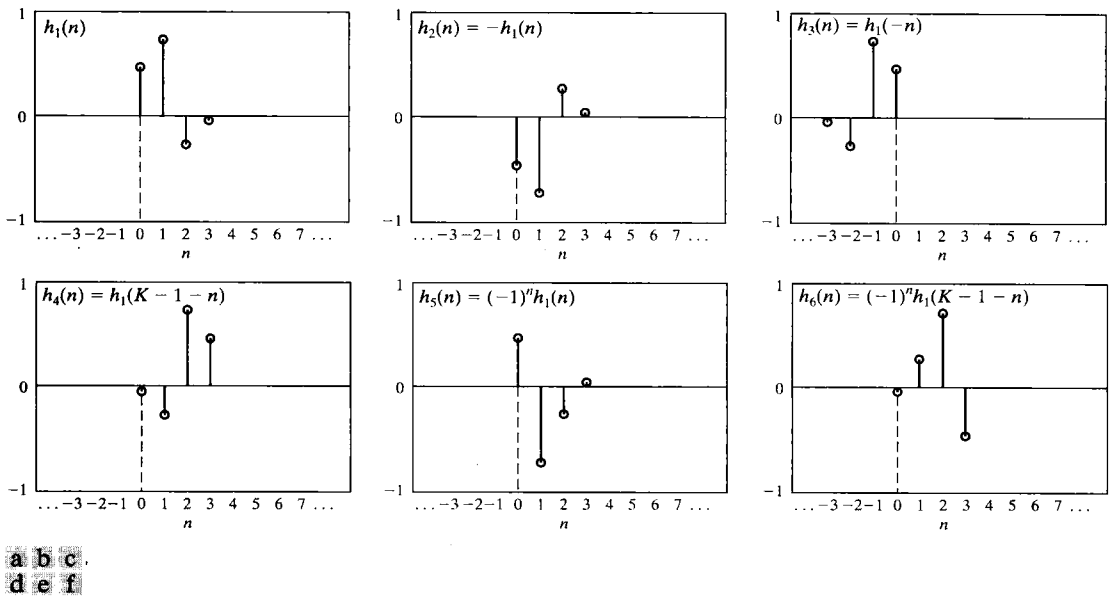 h₁(n)
1
0
−1
. . . −3 −2 −1 0 1 2 3 4 5 6 7 . . .
n
h₂(n) = −h₁(n)
1
0
−1
. . . −3 −2 −1 0 1 2 3 4 5 6 7 . . .
n
h₃(n) = h₁(−n)
1
0
−1
. . . −3 −2 −1 0 1 2 3 4 5 6 7 . . .
n
h₄(n) = h₁(K − 1 − n)
1
0
−1
. . . −3 −2 −1 0 1 2 3 4 5 6 7 . . .
n
h₅(n) = (−1)ⁿh₁(n)
1
0
−1
. . . −3 −2 −1 0 1 2 3 4 5 6 7 . . .
n
h₆(n) = (−1)ⁿh₁(K − 1 − n)
1
0
−1
. . . −3 −2 −1 0 1 2 3 4 5 6 7 . . .
n
a b c
d e f